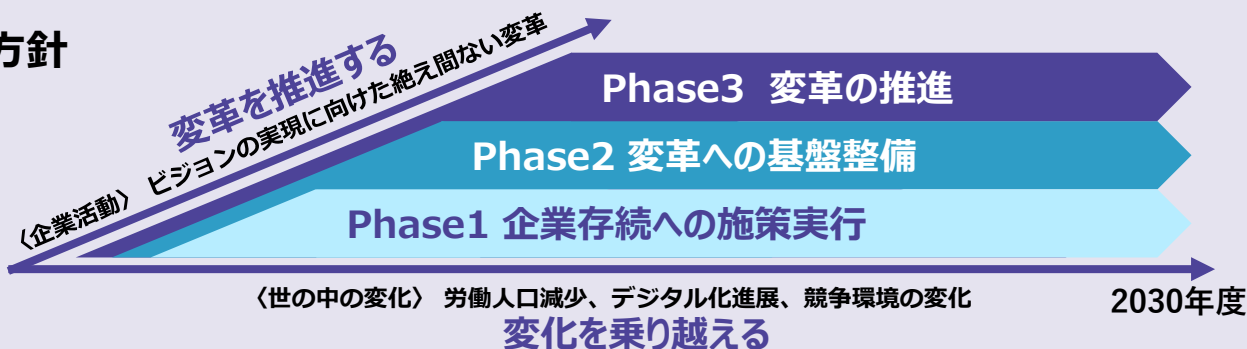 方針
変革を推進する
〈企業活動〉 ビジョンの実現に向けた絶え間ない変革
Phase3 変革の推進
Phase2 変革への基盤整備
Phase1 企業存続への施策実行
〈世の中の変化〉 労働人口減少、デジタル化進展、競争環境の変化
2030年度
変化を乗り越える